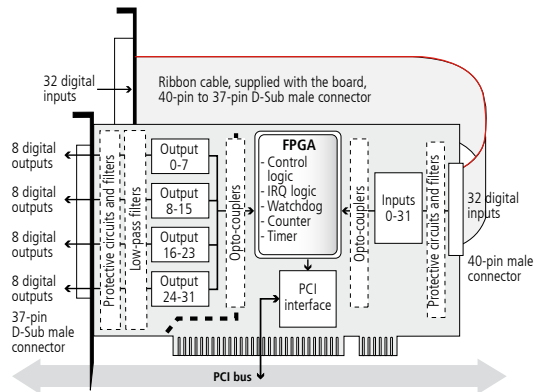 32 digital
inputs
Ribbon cable, supplied with the board,
40-pin to 37-pin D-Sub male connector
8 digital
outputs
8 digital
outputs
8 digital
outputs
8 digital
outputs
37-pin
D-Sub male
connector
Protective circuits and filters
Low-pass filters
Output
0-7
Output
8-15
Output
16-23
Output
24-31
Opto-couplers
FPGA
- Control
logic
- IRQ logic
- Watchdog
- Counter
- Timer
PCI
interface
Opto-couplers
Inputs
0-31
Protective circuits and filters
32 digital
inputs
40-pin male
connector
PCI bus